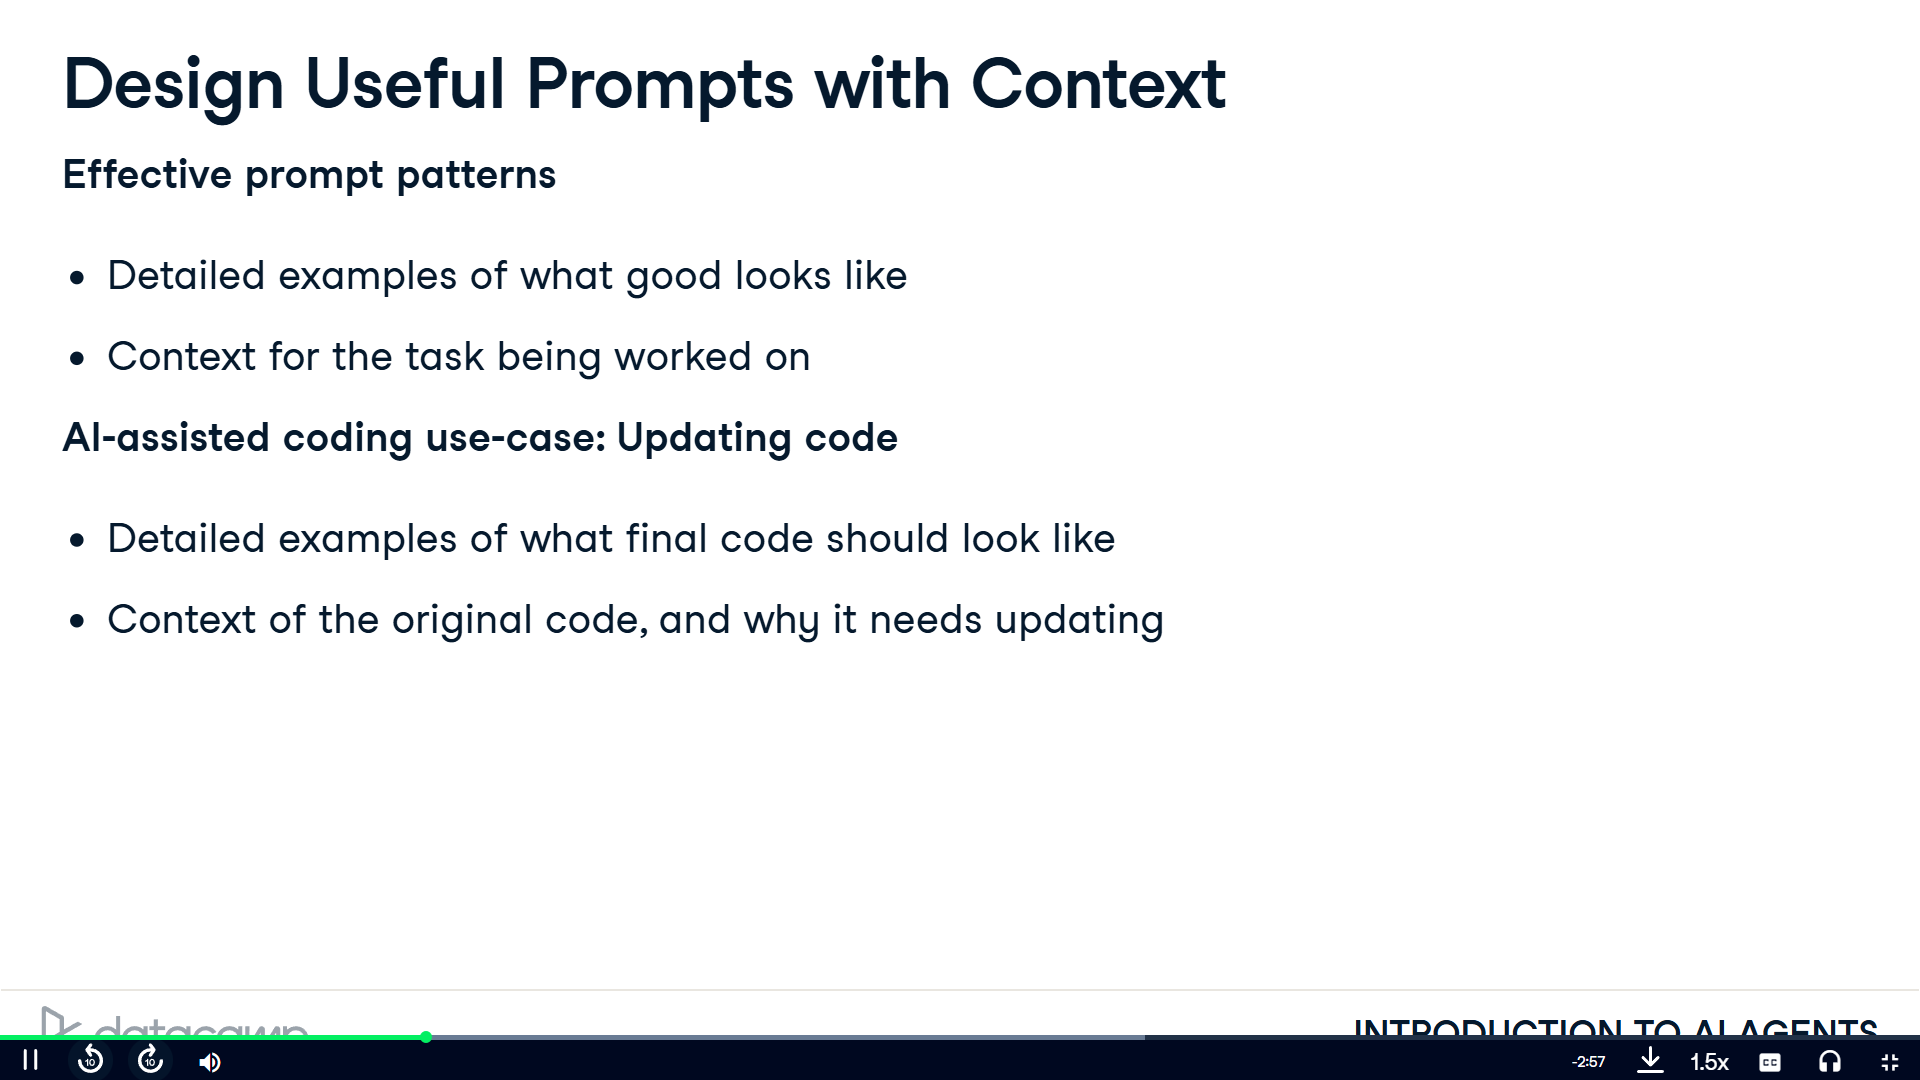 Design Useful Prompts with Context
Effective prompt patterns
• Detailed examples of what good looks like
• Context for the task being worked on
AI-assisted coding use-case: Updating code
• Detailed examples of what final code should look like
• Context of the original code, and why it needs updating
datacamp
INTRODUCTION TO AI AGENTS
10
10
-2:57
1.5x
CC